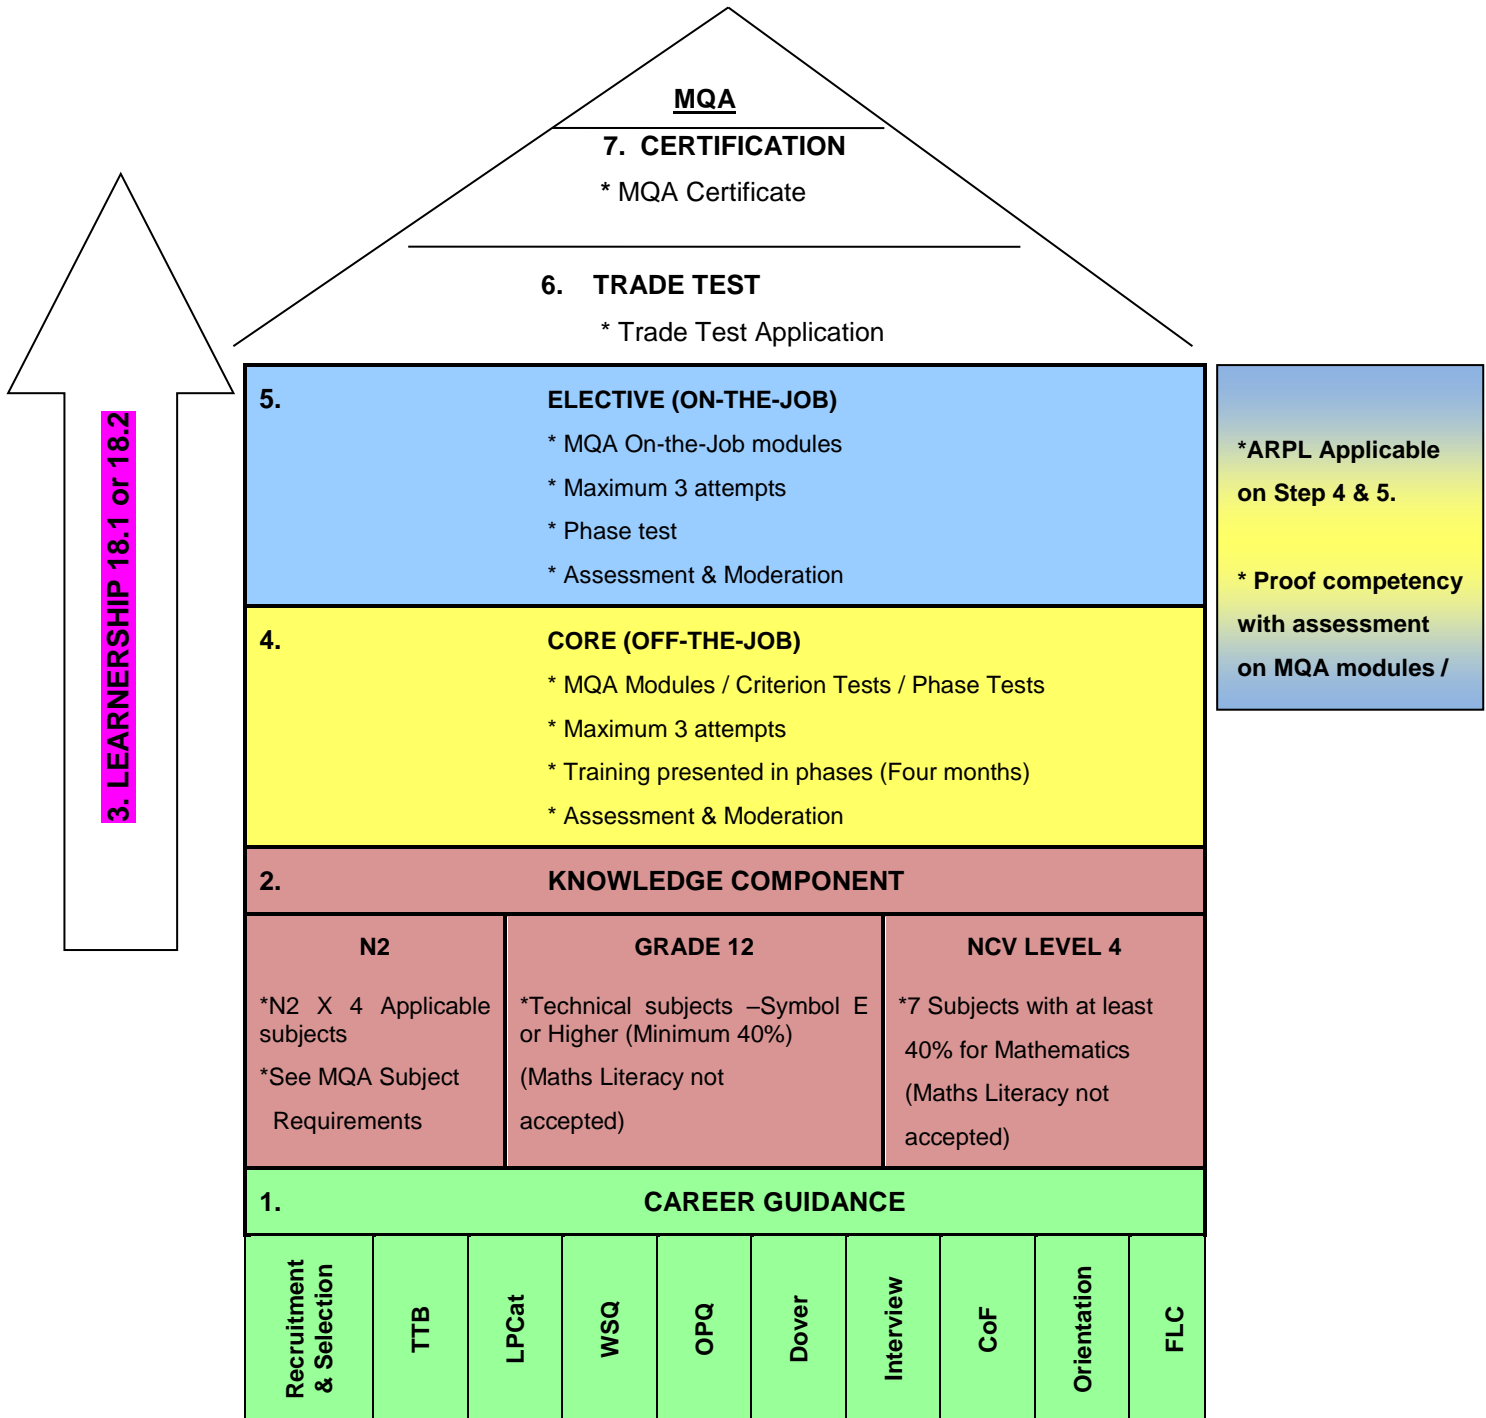 MQA
7. CERTIFICATION
* MQA Certificate
6. TRADE TEST
* Trade Test Application
3. LEARNERSHIP 18.1 or 18.2
5. ELECTIVE (ON-THE-JOB)
* MQA On-the-Job modules
* Maximum 3 attempts
* Phase test
* Assessment & Moderation
*ARPL Applicable
on Step 4 & 5.
* Proof competency
with assessment
on MQA modules /
4. CORE (OFF-THE-JOB)
* MQA Modules / Criterion Tests / Phase Tests
* Maximum 3 attempts
* Training presented in phases (Four months)
* Assessment & Moderation
2. KNOWLEDGE COMPONENT
N2
*N2 X 4 Applicable
subjects
*See MQA Subject
Requirements
GRADE 12
*Technical subjects –Symbol E
or Higher (Minimum 40%)
(Maths Literacy not
accepted)
NCV LEVEL 4
*7 Subjects with at least
40% for Mathematics
(Maths Literacy not
accepted)
1. CAREER GUIDANCE
Recruitment
& Selection
TTB
LPCat
WSQ
OPQ
Dover
Interview
CoF
Orientation
FLC